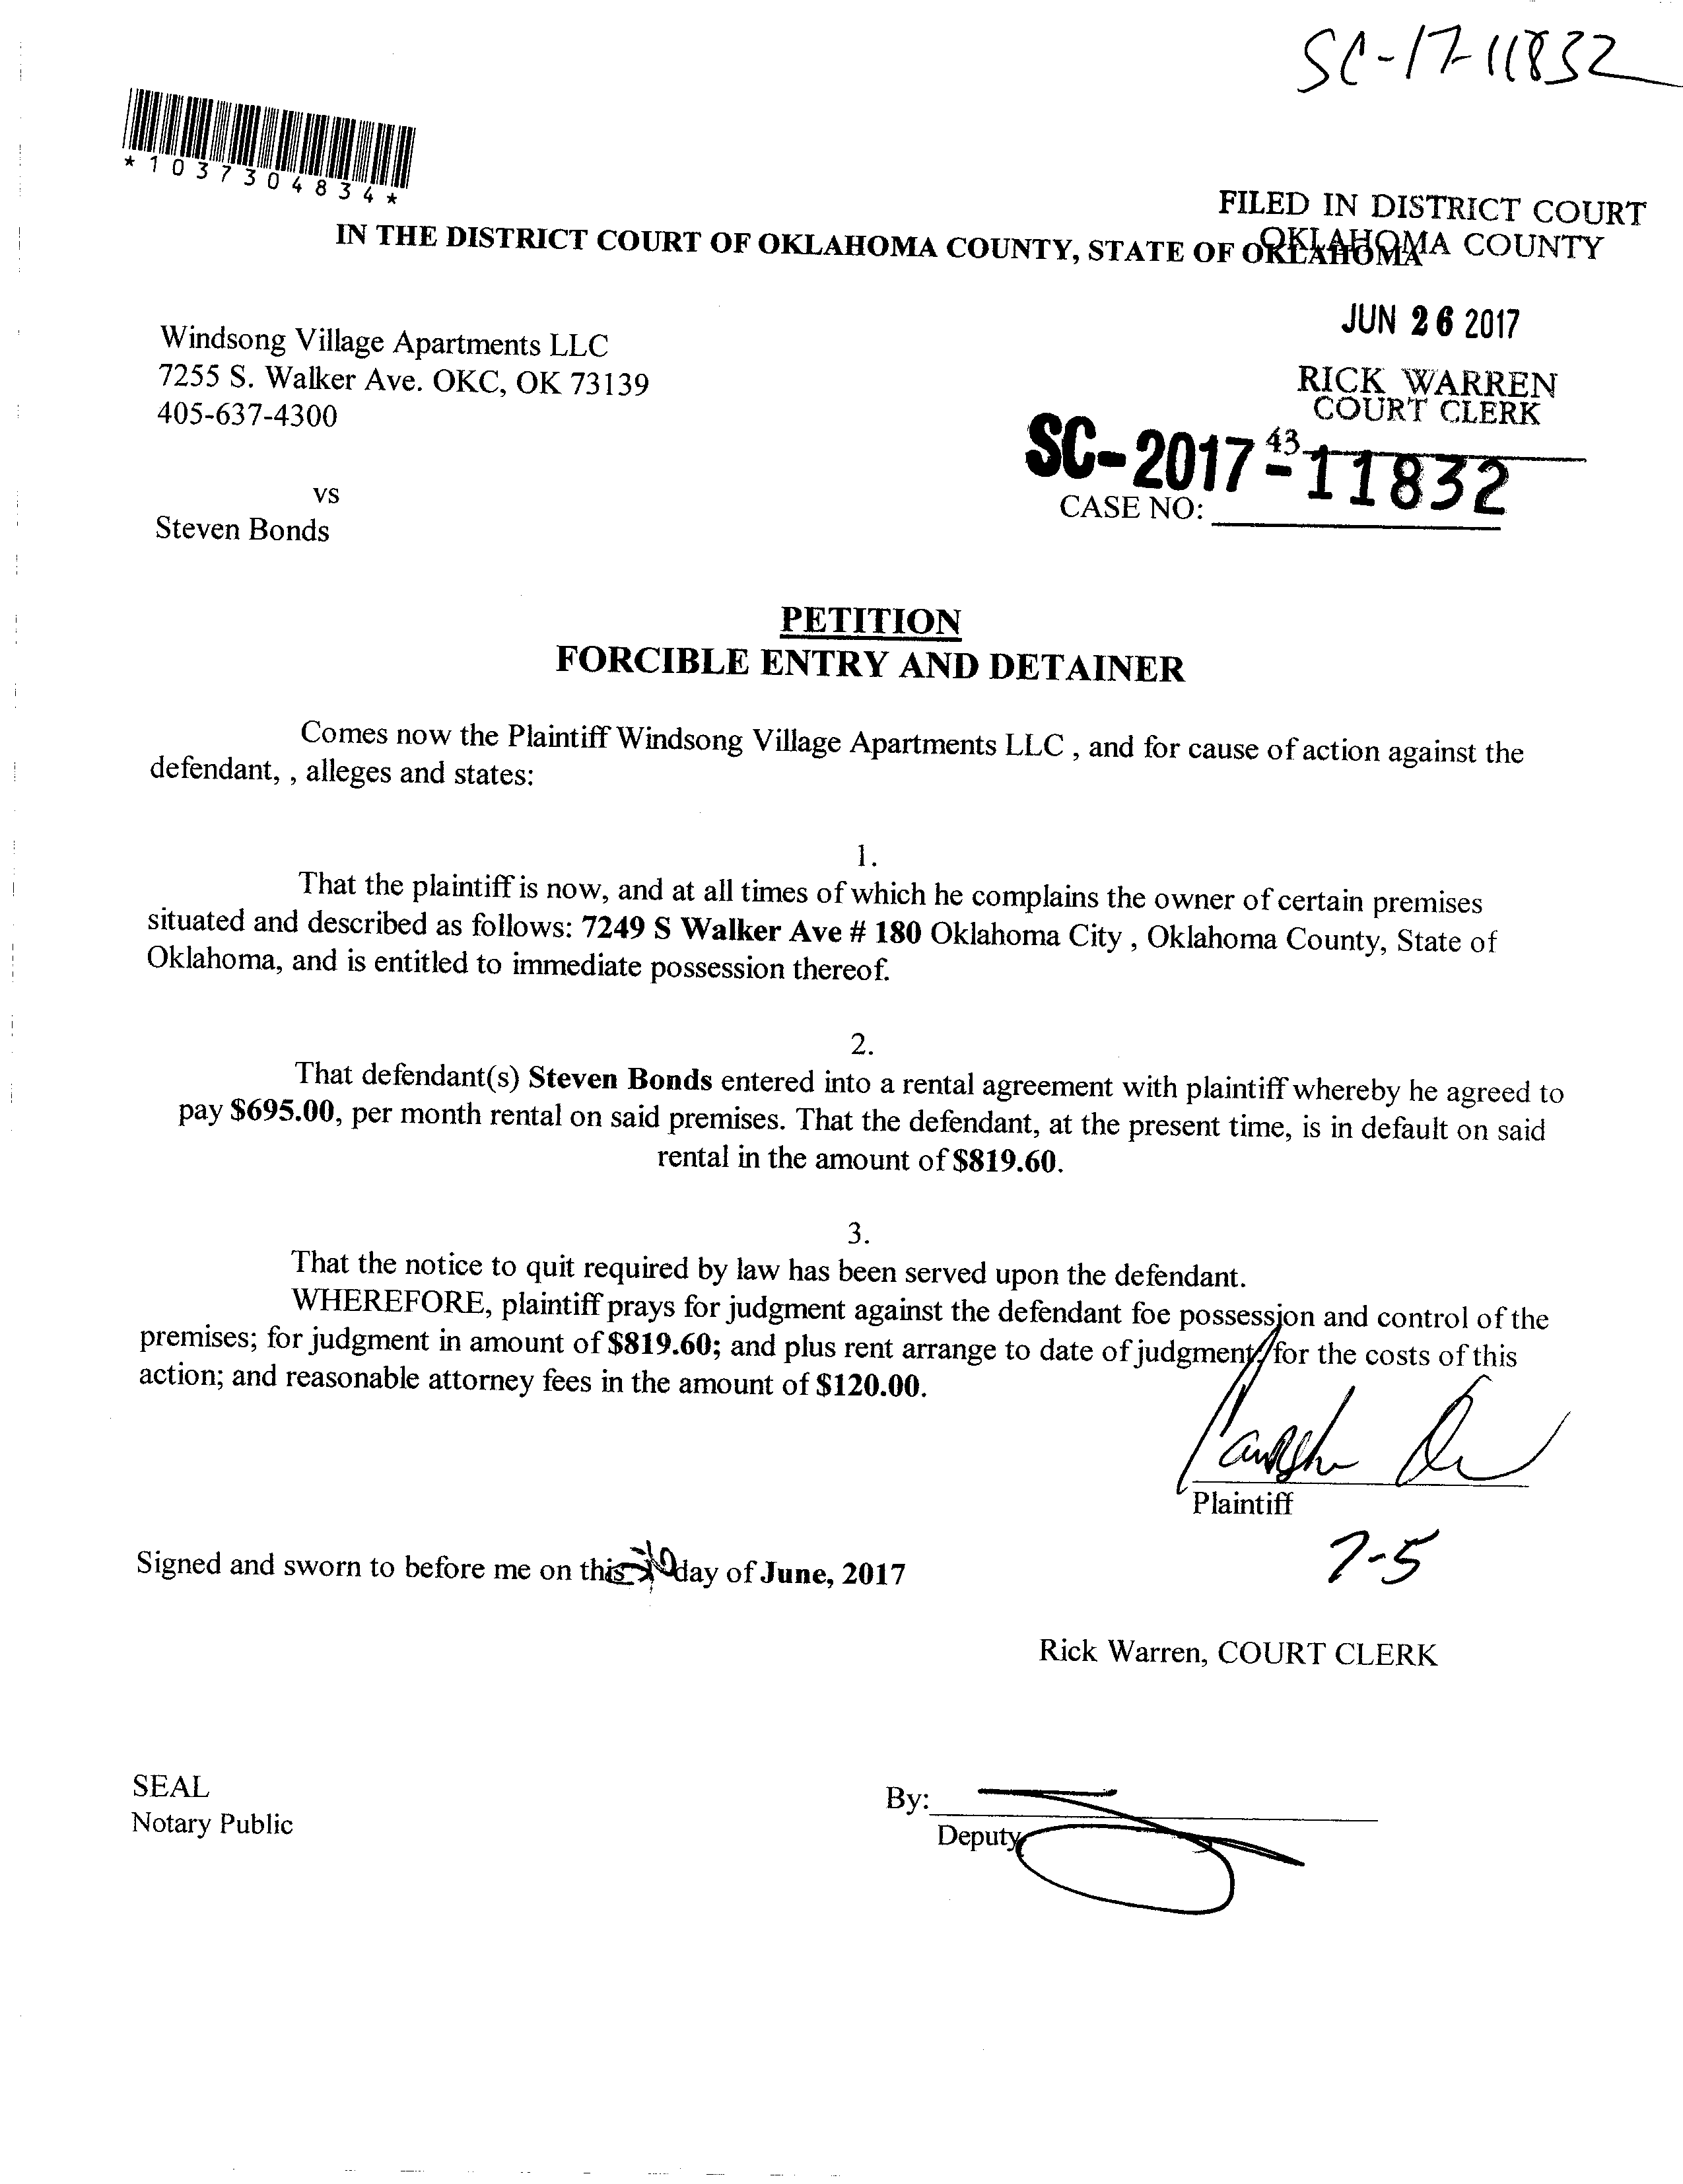 SC-17-11832
*1037304834*
FILED IN DISTRICT COURT
OKLAHOMA COUNTY
IN THE DISTRICT COURT OF OKLAHOMA COUNTY, STATE OF OKLAHOMA
JUN 26 2017
Windsong Village Apartments LLC
7255 S. Walker Ave. OKC, OK 73139
405-637-4300
RICK WARREN
COURT CLERK
43
SC-2017-11832
CASE NO:
vs
Steven Bonds
PETITION
FORCIBLE ENTRY AND DETAINER
Comes now the Plaintiff Windsong Village Apartments LLC , and for cause of action against the
defendant, , alleges and states:
1.
That the plaintiff is now, and at all times of which he complains the owner of certain premises
situated and described as follows: 7249 S Walker Ave # 180 Oklahoma City , Oklahoma County, State of
Oklahoma, and is entitled to immediate possession thereof.
2.
That defendant(s) Steven Bonds entered into a rental agreement with plaintiff whereby he agreed to
pay $695.00, per month rental on said premises. That the defendant, at the present time, is in default on said
rental in the amount of $819.60.
3.
That the notice to quit required by law has been served upon the defendant.
WHEREFORE, plaintiff prays for judgment against the defendant foe possession and control of the
premises; for judgment in amount of $819.60; and plus rent arrange to date of judgment; for the costs of this
action; and reasonable attorney fees in the amount of $120.00.
Plaintiff
7-5
Signed and sworn to before me on this day of June, 2017
Rick Warren, COURT CLERK
SEAL
Notary Public
By:
Deputy